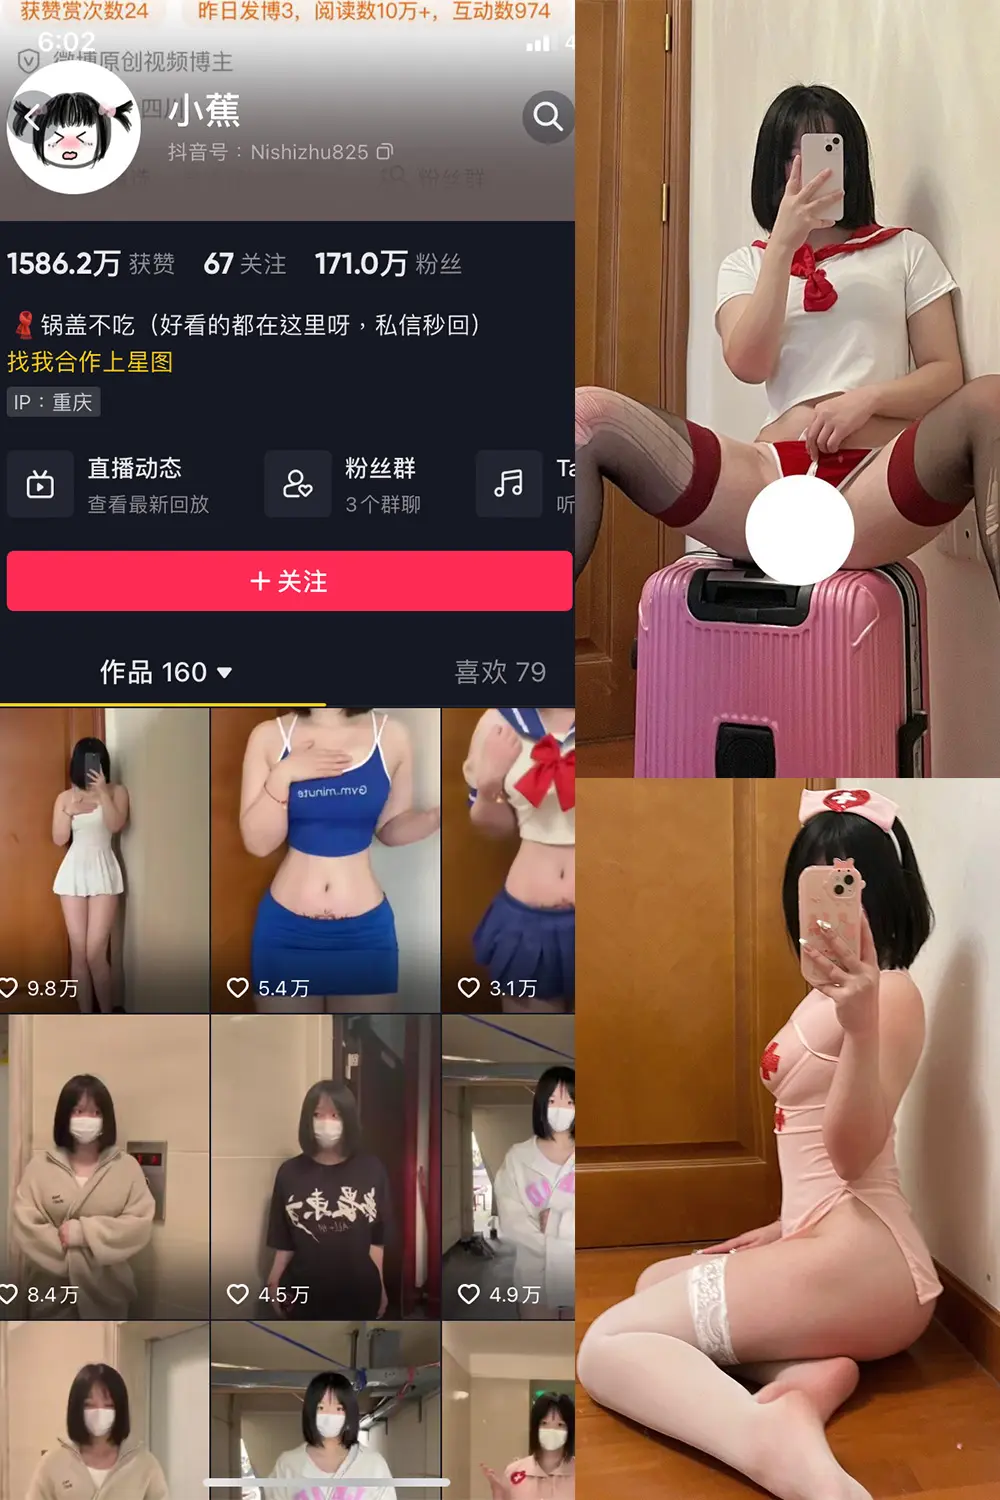 获赞赏次数24 昨日发博3，阅读数10万+，互动数974
6:02
微博原创视频博主
小蕉
抖音号：Nishizhu825
粉丝群
1586.2万 获赞 67 关注 171.0万 粉丝
锅盖不吃（好看的都在这里呀，私信秒回）
找我合作上星图
IP：重庆
直播动态 粉丝群
查看最新回放 3个群聊 听
+ 关注
作品 160 喜欢 79
Gym.minute
9.8万 5.4万 3.1万
8.4万 4.5万 4.9万